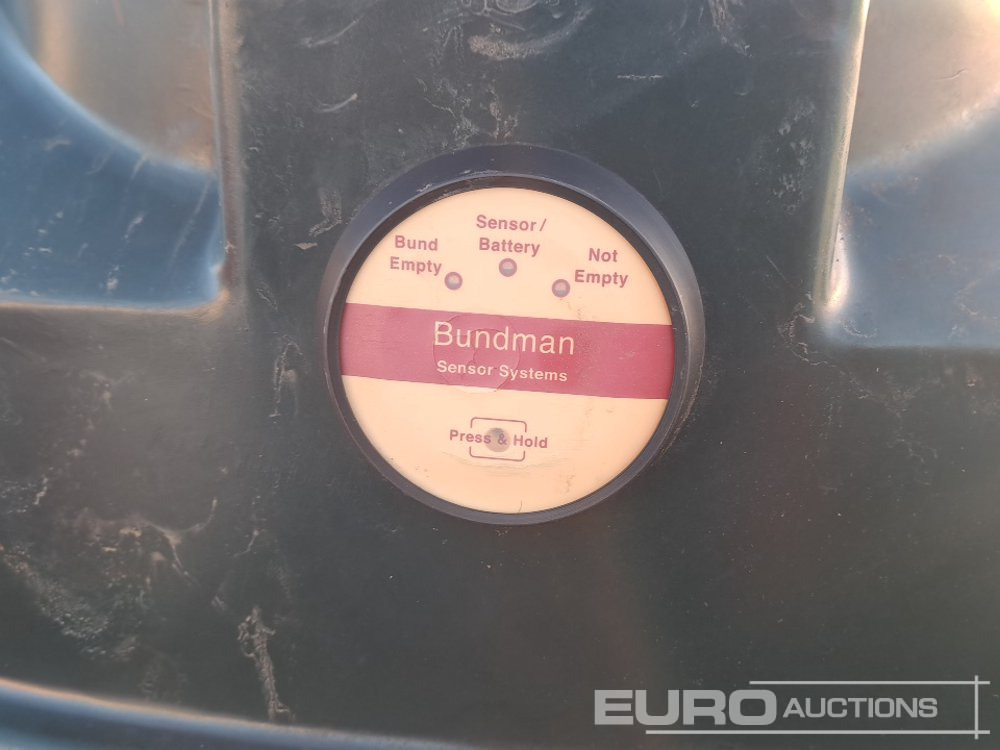 Sensor /
Battery
Bund
Empty
Not
Empty
Bundman
Sensor Systems
Press & Hold
EURO AUCTIONS